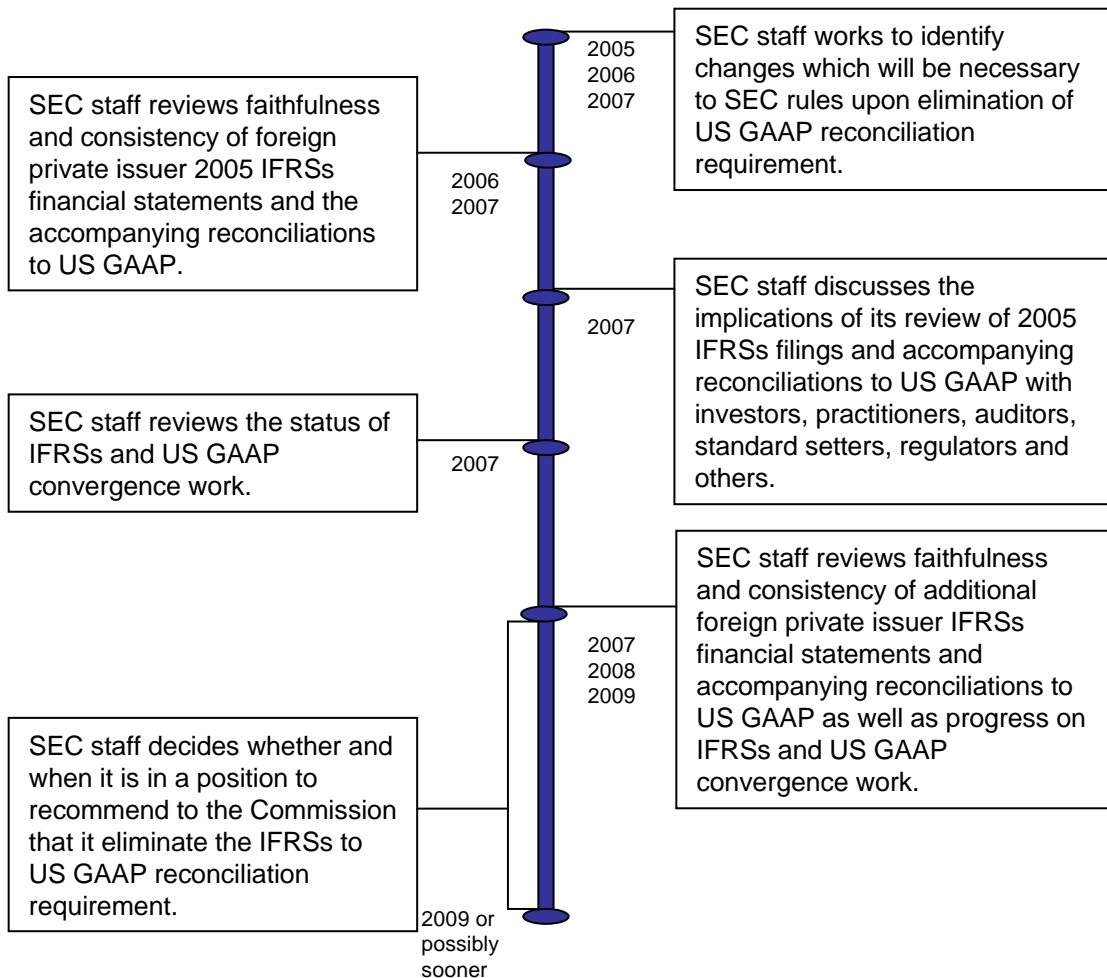 SEC staff works to identify
changes which will be necessary
to SEC rules upon elimination of
US GAAP reconciliation
requirement.
2005
2006
2007
SEC staff reviews faithfulness
and consistency of foreign
private issuer 2005 IFRSs
financial statements and the
accompanying reconciliations
to US GAAP.
2006
2007
SEC staff discusses the
implications of its review of 2005
IFRSs filings and accompanying
reconciliations to US GAAP with
investors, practitioners, auditors,
standard setters, regulators and
others.
2007
SEC staff reviews the status of
IFRSs and US GAAP
convergence work.
2007
SEC staff reviews faithfulness
and consistency of additional
foreign private issuer IFRSs
financial statements and
accompanying reconciliations to
US GAAP as well as progress on
IFRSs and US GAAP
convergence work.
2007
2008
2009
SEC staff decides whether and
when it is in a position to
recommend to the Commission
that it eliminate the IFRSs to
US GAAP reconciliation
requirement.
2009 or
possibly
sooner